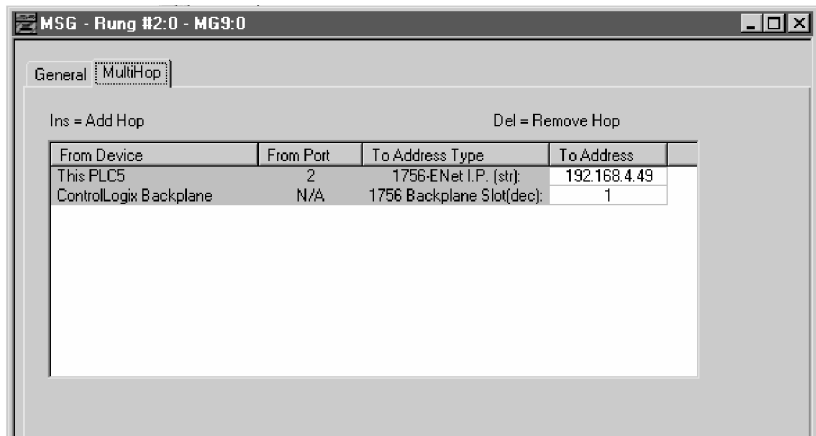 MSG - Rung #2:0 - MG9:0
General MultiHop
Ins = Add Hop Del = Remove Hop
From Device From Port To Address Type To Address
This PLC5 2 1756-ENet I.P. (str): 192.168.4.49
ControlLogix Backplane N/A 1756 Backplane Slot(dec): 1